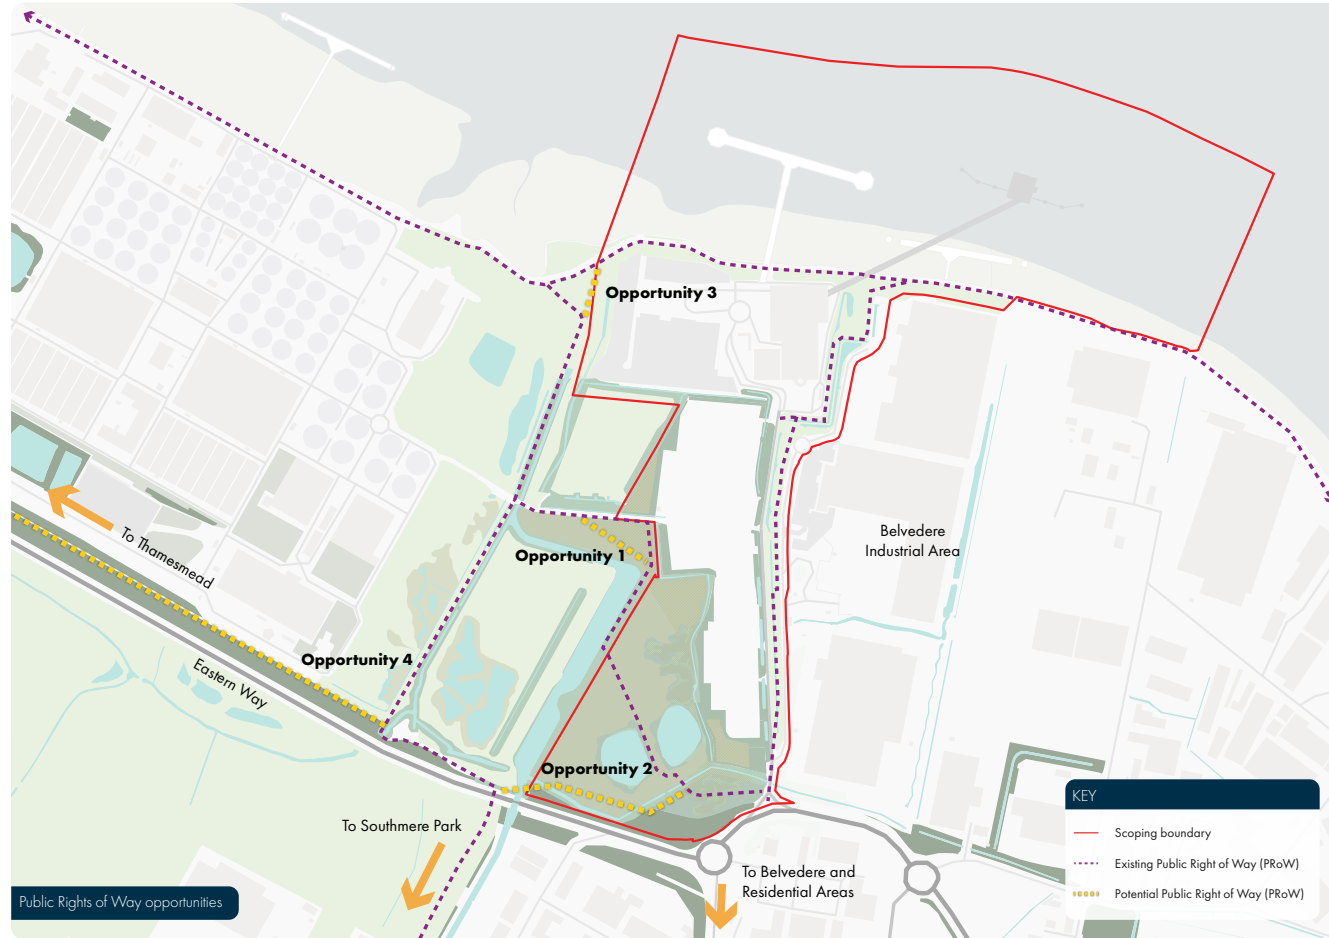 Opportunity 3
Belvedere
Industrial Area
To Thamesmead
Opportunity 1
Opportunity 4
Eastern Way
Opportunity 2
To Southmere Park
To Belvedere and
Residential Areas
KEY
Scoping boundary
Existing Public Right of Way (PRoW)
Potential Public Right of Way (PRoW)
Public Rights of Way opportunities